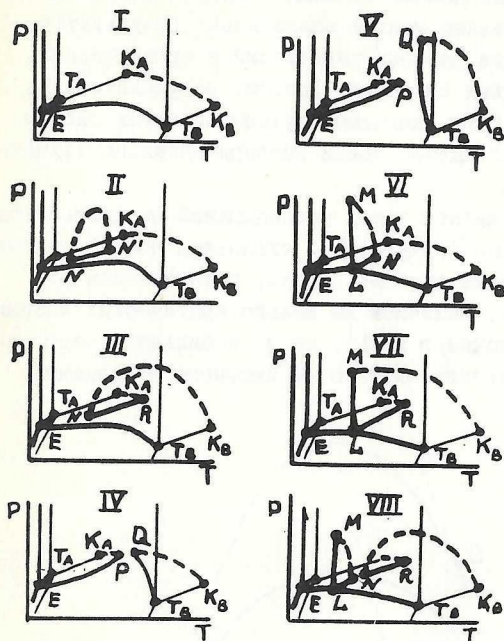 I
P
T_A K_A
E T_B K_B
T
II
P
K_A
N N'
T_B K_B
III
P
T_A K_A
N R
E T_B K_B
T
IV
P
T_A K_A P Q
E T_B K_B
T
V
Q
T_A K_A P
E T_B K_B
T
VI
P M
T_A K_A
N
E L T_B K_B
VII
P M
T_A K_A R
E L T_B K_B
T
VIII
P M
N R
E L T_B K_B
T